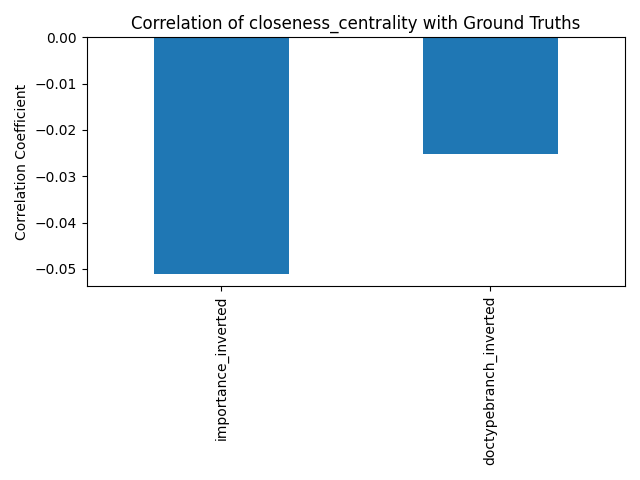 Correlation of closeness_centrality with Ground Truths
0.00
−0.01
−0.02
−0.03
−0.04
−0.05
Correlation Coefficient
importance_inverted
doctypebranch_inverted